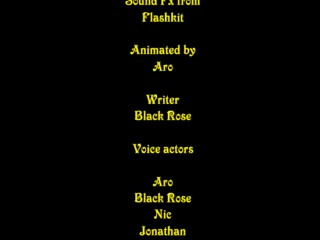 Sound Fx from
Flashkit
Animated by
Aro
Writer
Black Rose
Voice actors
Aro
Black Rose
Nic
Jonathan